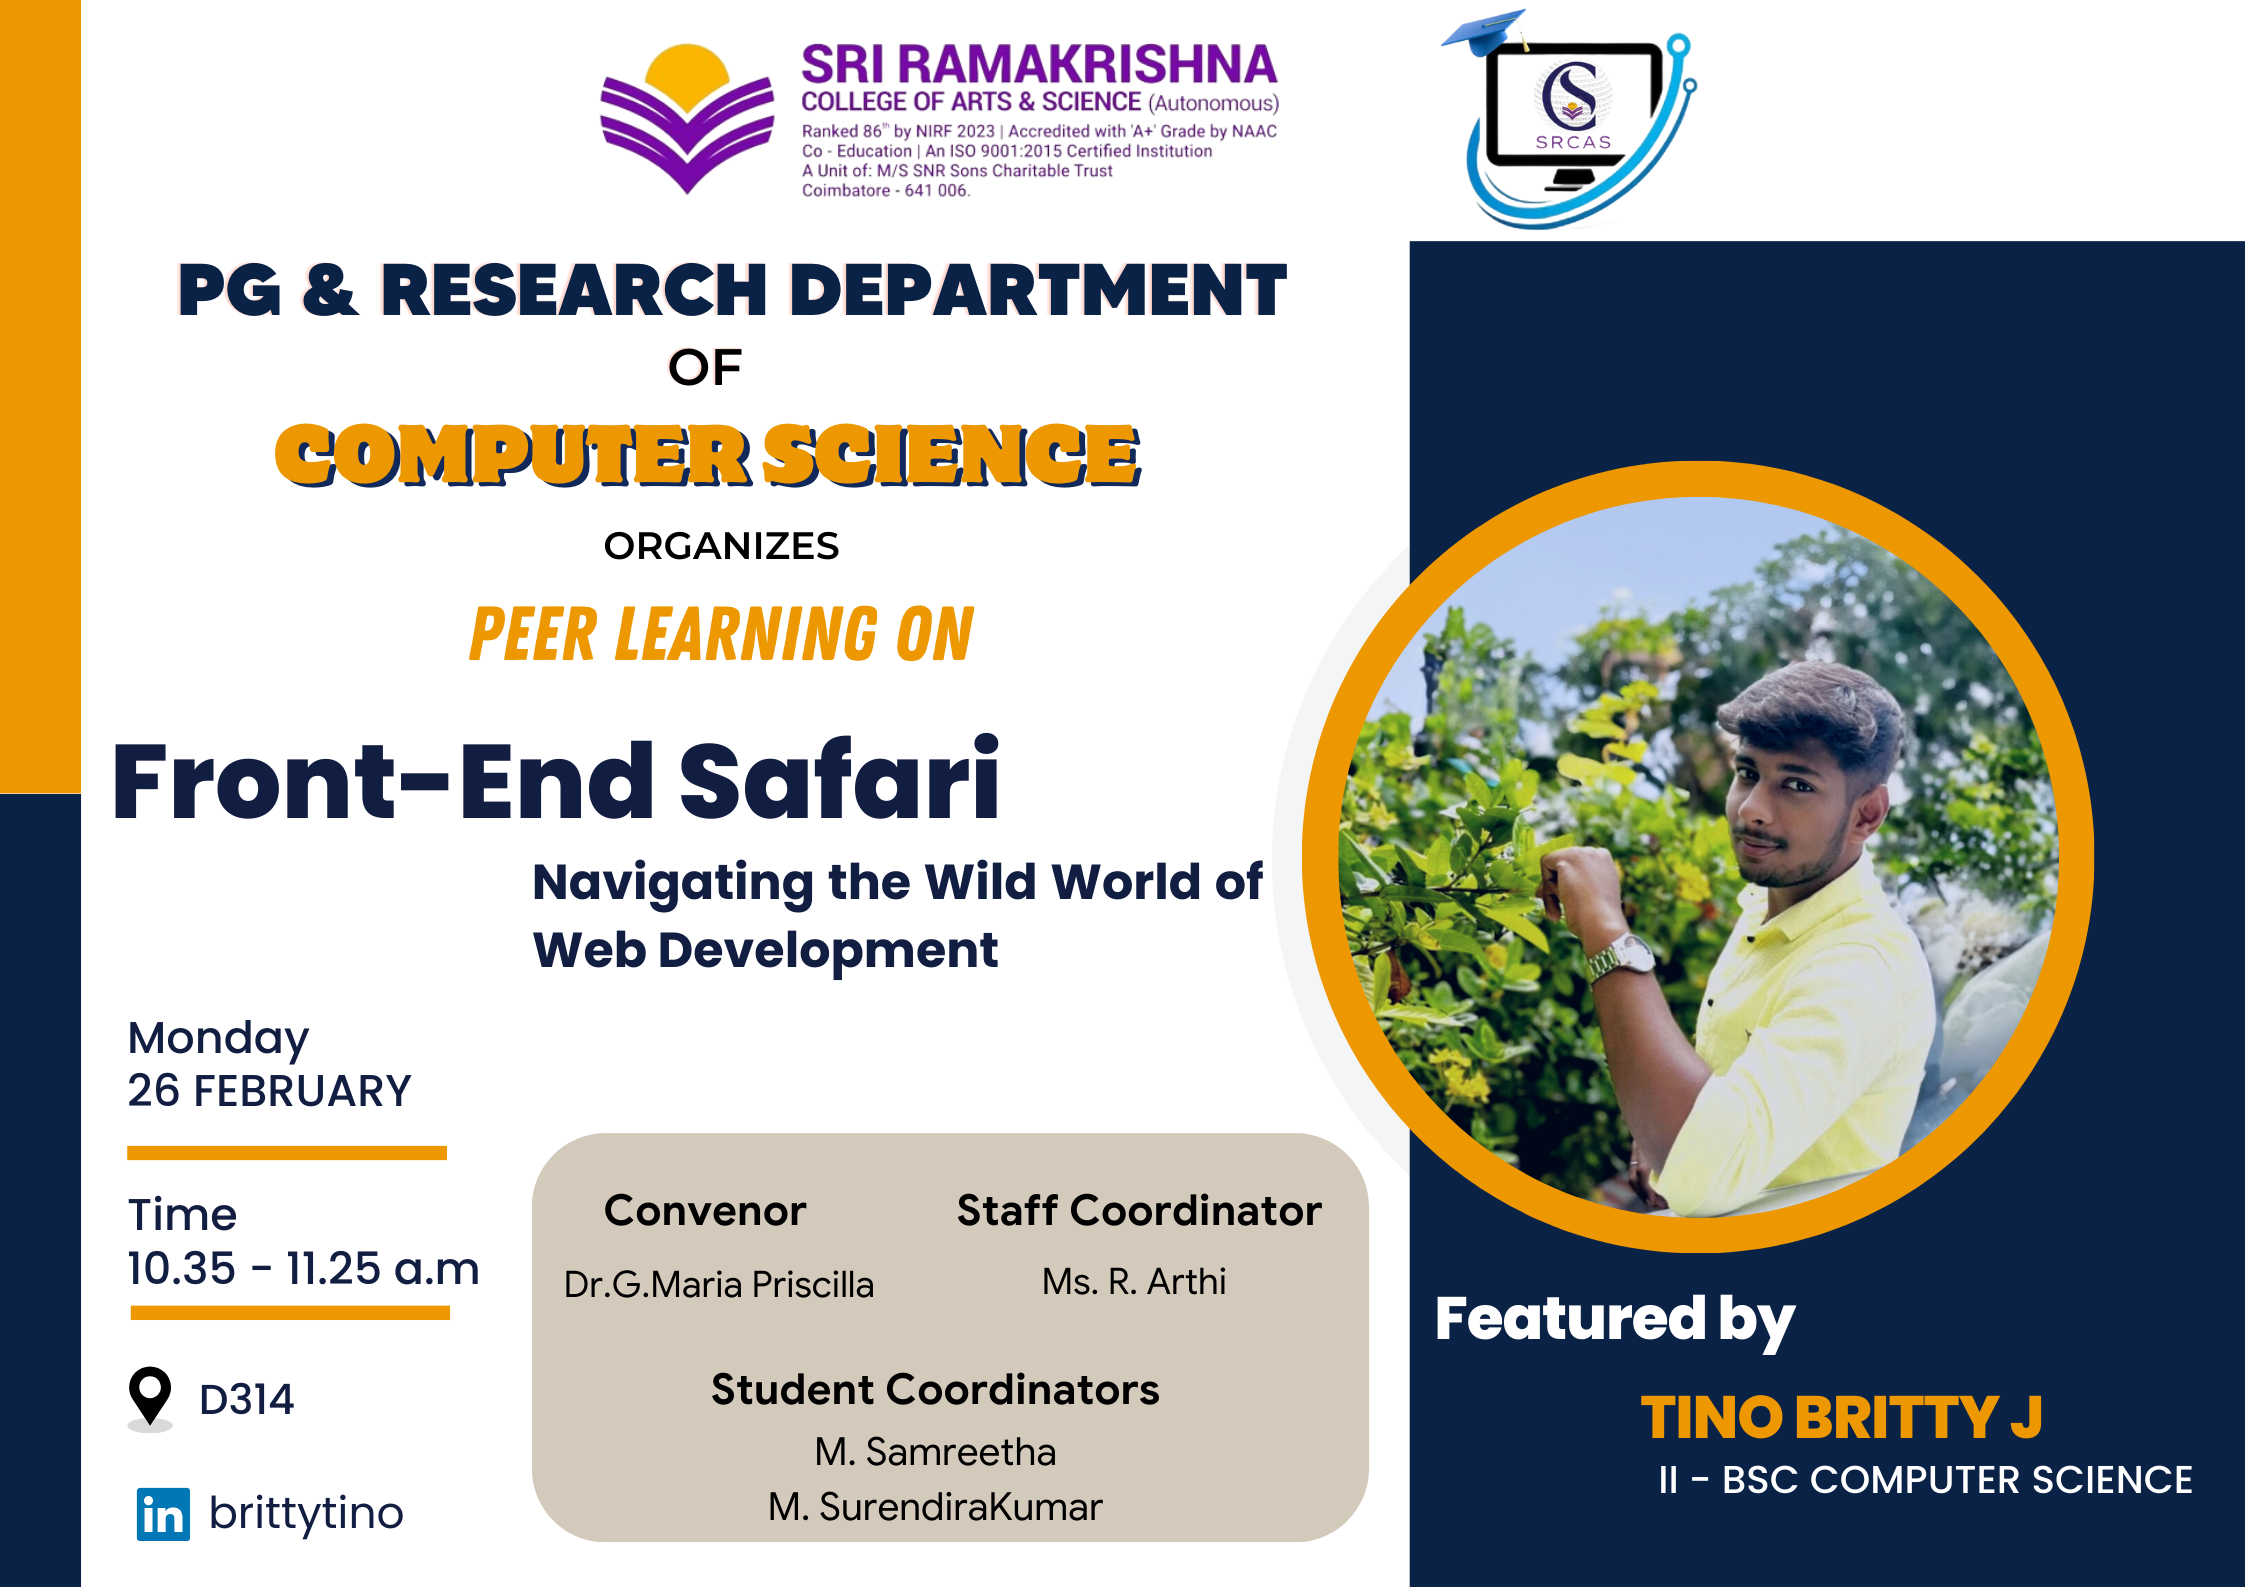 SRI RAMAKRISHNA
COLLEGE OF ARTS & SCIENCE (Autonomous)
Ranked 86th by NIRF 2023 | Accredited with 'A+' Grade by NAAC
Co - Education | An ISO 9001:2015 Certified Institution
A Unit of: M/S SNR Sons Charitable Trust
Coimbatore - 641 006.
CS
SRCAS
PG & RESEARCH DEPARTMENT
OF
COMPUTER SCIENCE
ORGANIZES
PEER LEARNING ON
Front-End Safari
Navigating the Wild World of
Web Development
Monday
26 FEBRUARY
Time
10.35 - 11.25 a.m
D314
in brittytino
Convenor
Dr.G.Maria Priscilla
Staff Coordinator
Ms. R. Arthi
Student Coordinators
M. Samreetha
M. SurendiraKumar
Featured by
TINO BRITTY J
II - BSC COMPUTER SCIENCE